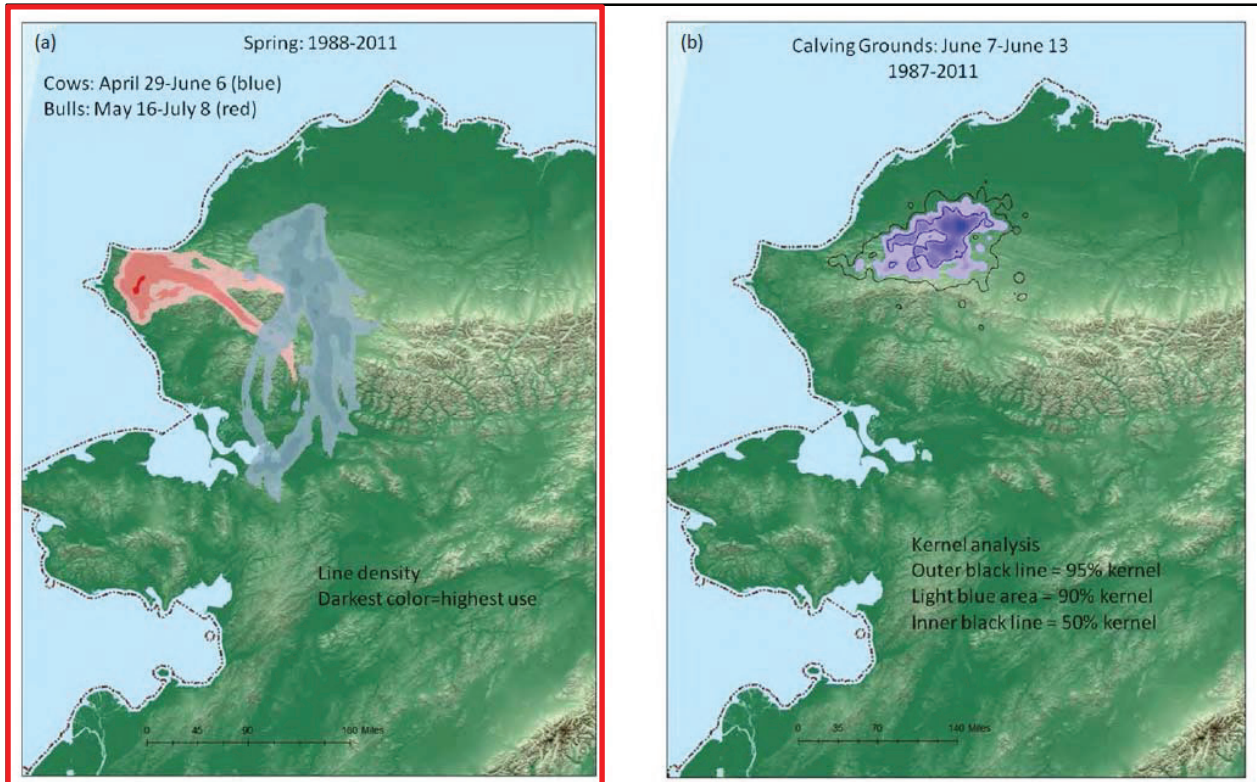 (a)
Spring: 1988-2011
Cows: April 29-June 6 (blue)
Bulls: May 16-July 8 (red)
Line density
Darkest color=highest use
0 45 90 160 Miles
(b)
Calving Grounds: June 7-June 13
1987-2011
Kernel analysis
Outer black line = 95% kernel
Light blue area = 90% kernel
Inner black line = 50% kernel
0 35 70 140 Miles